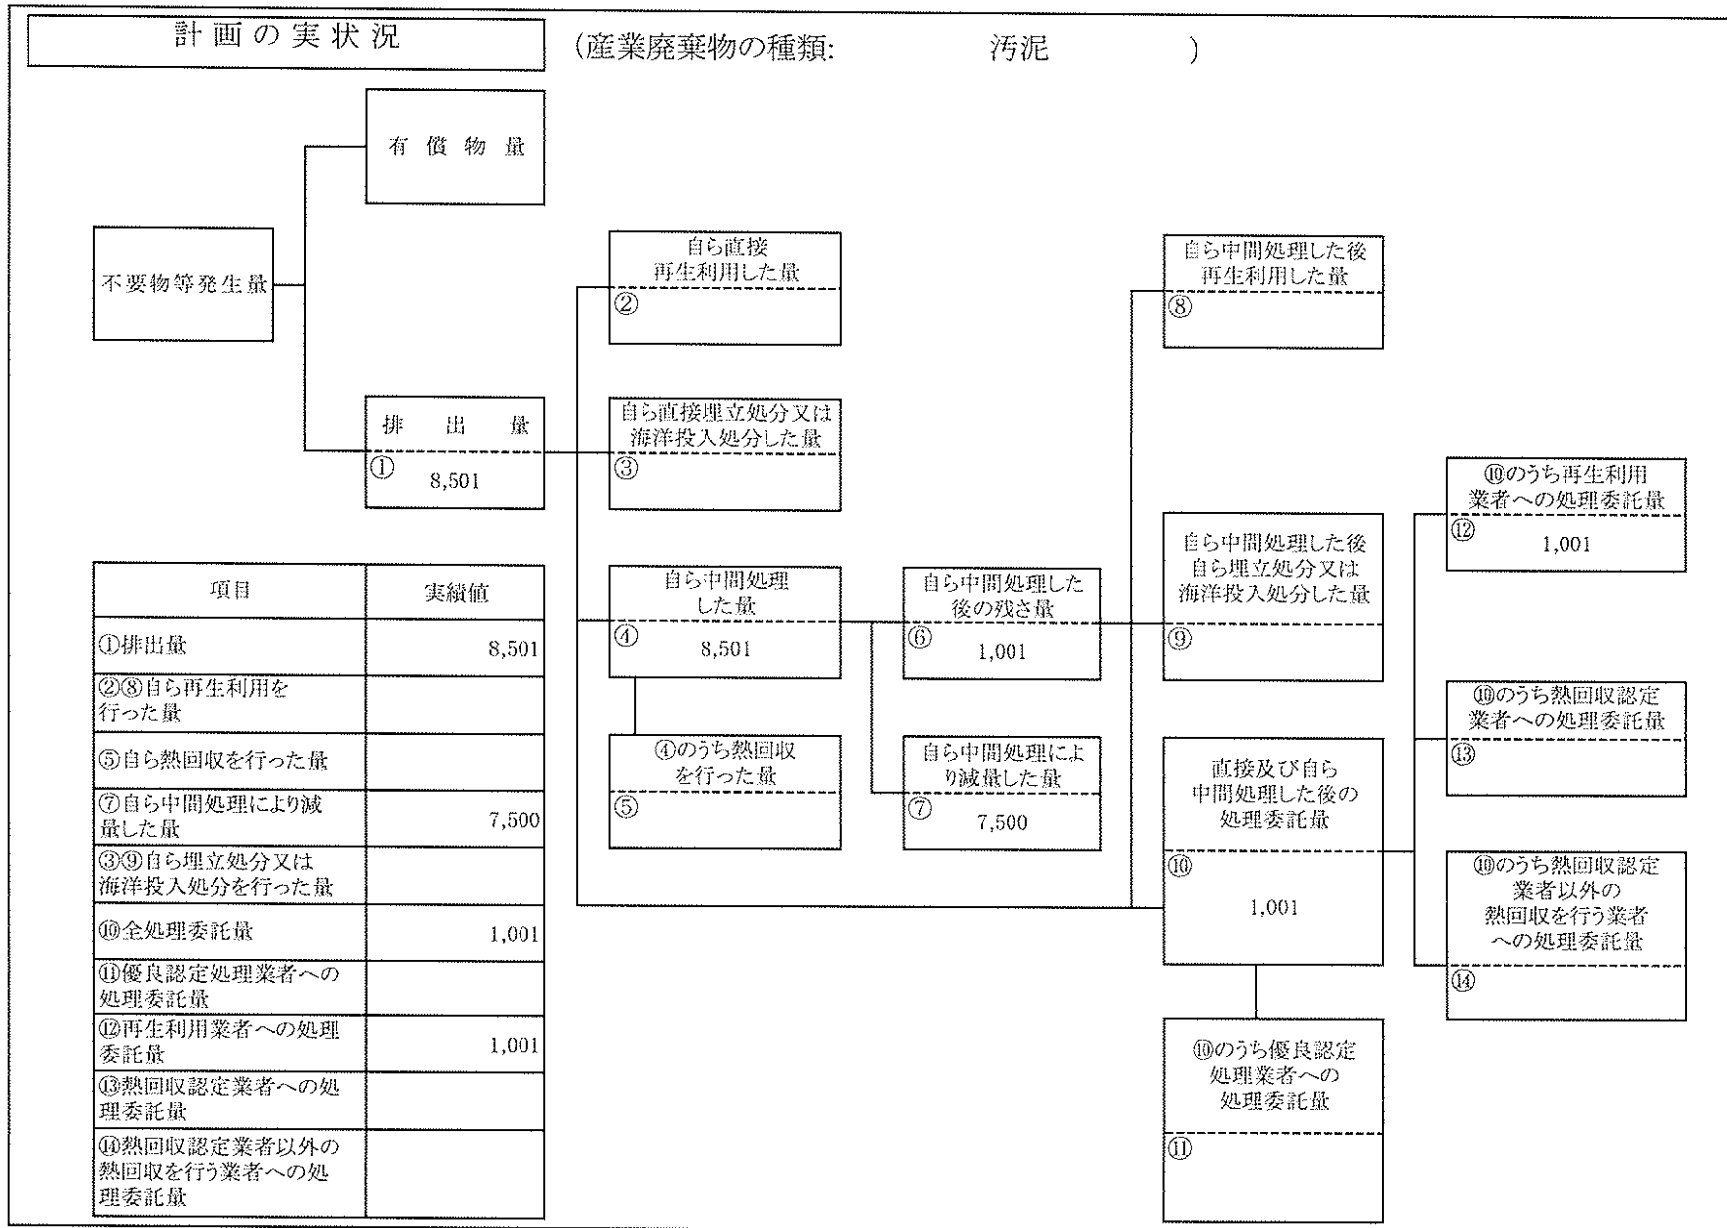 計画の実状況
(産業廃棄物の種類: 汚泥 )
有償物量
不要物等発生量
排出量
①
8,501
自ら直接
再生利用した量
②
自ら直接埋立処分又は
海洋投入処分した量
③
自ら中間処理
した量
④
8,501
④のうち熱回収
を行った量
⑤
自ら中間処理した
後の残さ量
⑥
1,001
自ら中間処理によ
り減量した量
⑦
7,500
自ら中間処理した後
再生利用した量
⑧
自ら中間処理した後
自ら埋立処分又は
海洋投入処分した量
⑨
直接及び自ら
中間処理した後の
処理委託量
⑩
1,001
⑩のうち優良認定
処理業者への
処理委託量
⑪
⑩のうち再生利用
業者への処理委託量
⑫
1,001
⑩のうち熱回収認定
業者への処理委託量
⑬
⑩のうち熱回収認定
業者以外の
熱回収を行う業者
への処理委託量
⑭
項目 実績値
①排出量 8,501
②⑧自ら再生利用を
行った量
⑤自ら熱回収を行った量
⑦自ら中間処理により減
量した量 7,500
③⑨自ら埋立処分又は
海洋投入処分を行った量
⑩全処理委託量 1,001
⑪優良認定処理業者への
処理委託量
⑫再生利用業者への処理
委託量 1,001
⑬熱回収認定業者への処
理委託量
⑭熱回収認定業者以外の
熱回収を行う業者への処
理委託量